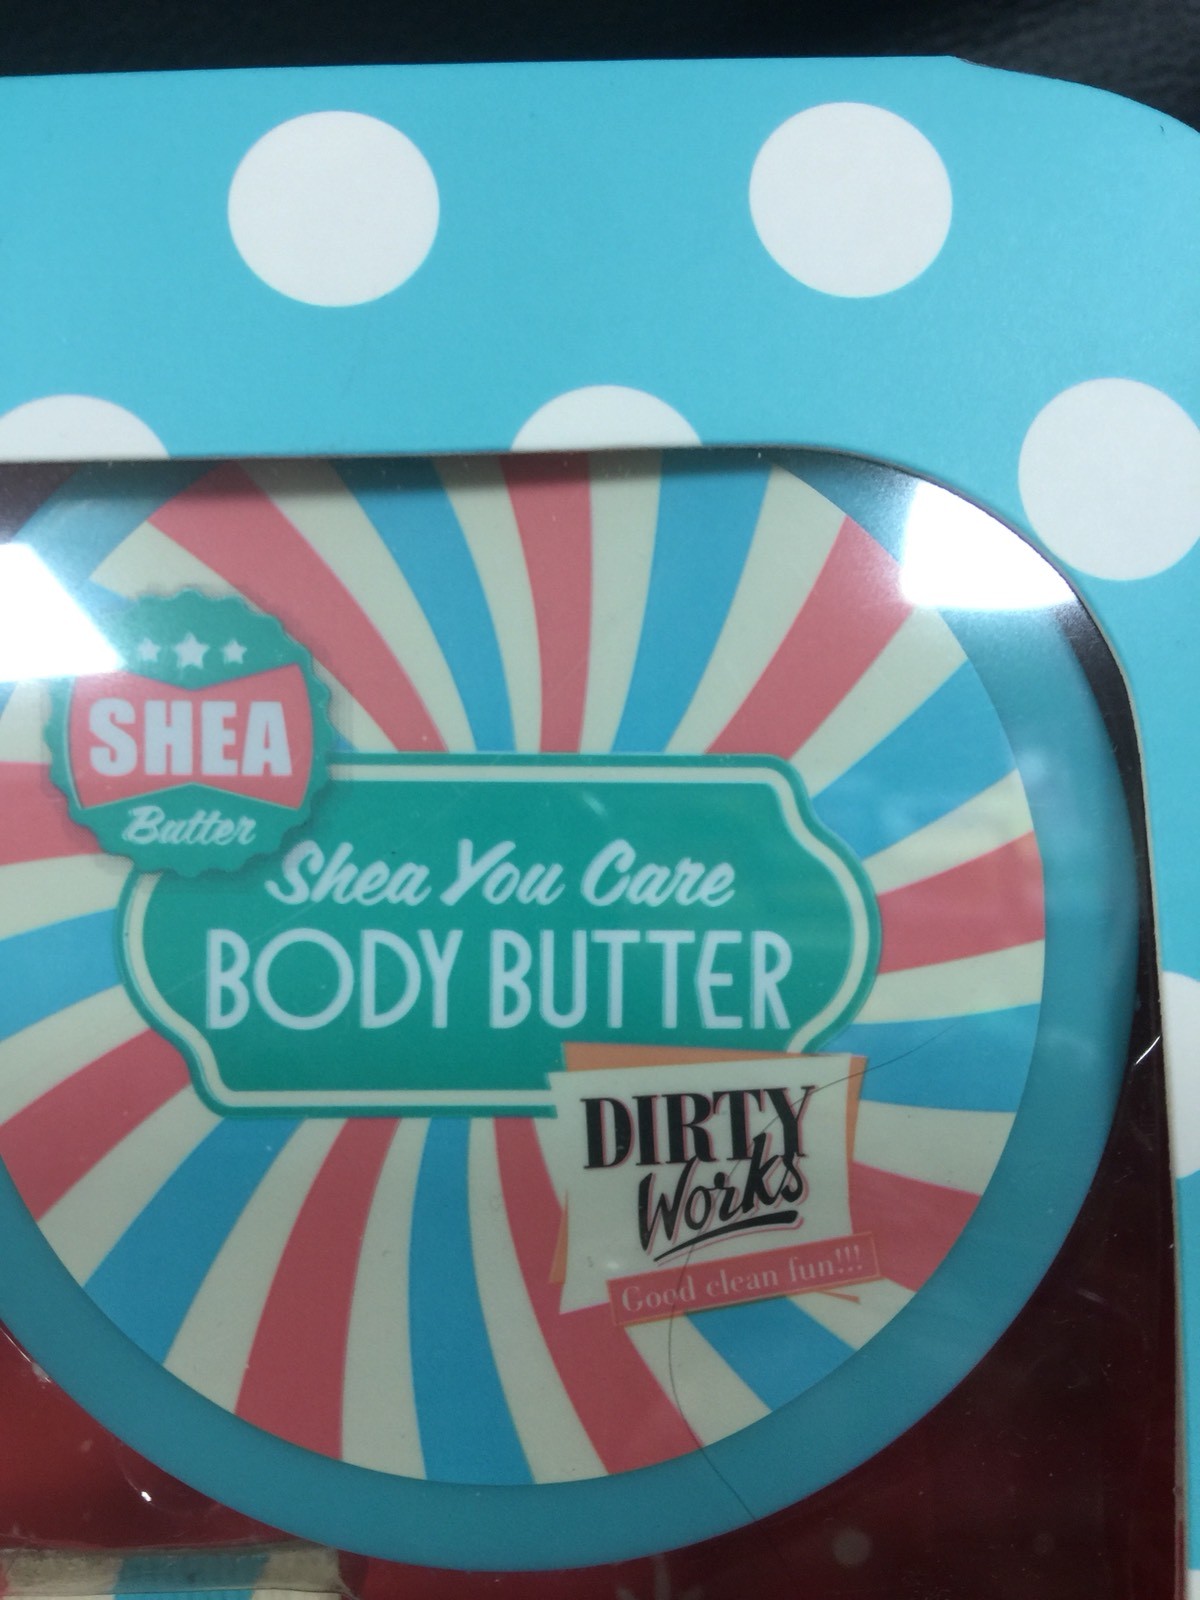 SHEA
Butter
Shea You Care
BODY BUTTER
DIRTY
Works
Good clean fun!!!